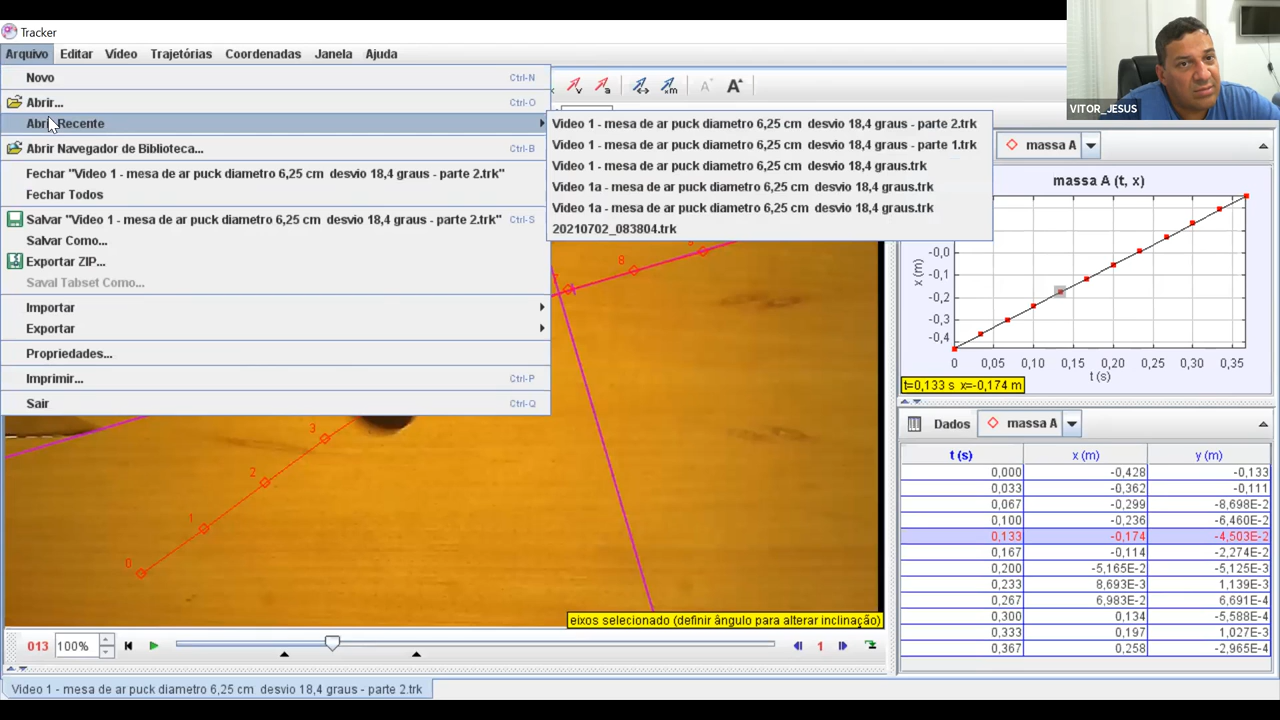 Tracker
Arquivo Editar Vídeo Trajetórias Coordenadas Janela Ajuda
VITOR_JESUS
Novo Ctrl-N
Abrir... Ctrl-O
Abrir Recente
Abrir Navegador de Biblioteca... Ctrl-B
Fechar "Video 1 - mesa de ar puck diametro 6,25 cm desvio 18,4 graus - parte 2.trk"
Fechar Todos
Salvar "Video 1 - mesa de ar puck diametro 6,25 cm desvio 18,4 graus - parte 2.trk" Ctrl-S
Salvar Como...
Exportar ZIP...
Saval Tabset Como...
Importar
Exportar
Propriedades...
Imprimir... Ctrl-P
Sair Ctrl-Q
Video 1 - mesa de ar puck diametro 6,25 cm desvio 18,4 graus - parte 2.trk
Video 1 - mesa de ar puck diametro 6,25 cm desvio 18,4 graus - parte 1.trk
Video 1 - mesa de ar puck diametro 6,25 cm desvio 18,4 graus.trk
Video 1a - mesa de ar puck diametro 6,25 cm desvio 18,4 graus.trk
Video 1a - mesa de ar puck diametro 6,25 cm desvio 18,4 graus.trk
20210702_083804.trk
massa A
massa A (t, x)
x (m)
-0,0
-0,1
-0,2
-0,3
-0,4
0 0,05 0,10 0,15 0,20 0,25 0,30 0,35
t (s)
t=0,133 s x=-0,174 m
8
3
2
1
0
Dados massa A
t (s) x (m) y (m)
0,000 -0,428 -0,133
0,033 -0,362 -0,111
0,067 -0,299 -8,698E-2
0,100 -0,236 -6,460E-2
0,133 -0,174 -4,503E-2
0,167 -0,114 -2,274E-2
0,200 -5,165E-2 -5,125E-3
0,233 8,693E-3 1,139E-3
0,267 6,983E-2 6,691E-4
0,300 0,134 -5,588E-4
0,333 0,197 -1,027E-3
0,367 0,258 -2,965E-4
eixos selecionado (definir ângulo para alterar inclinação)
013 100% 1
Video 1 - mesa de ar puck diametro 6,25 cm desvio 18,4 graus - parte 2.trk